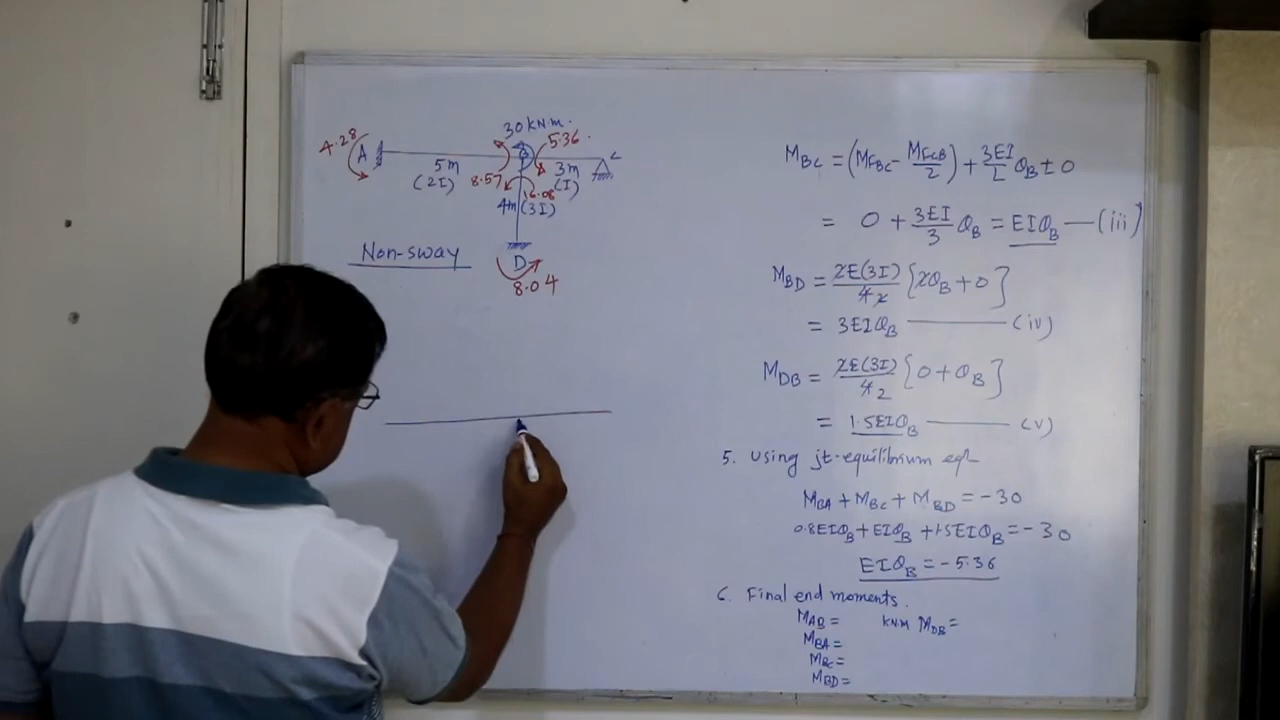 30 kN.m.
4.28
A
B
5.36.
C
5m
(2I)
8.57
3m
(I)
16.08
4m (3I)
Non-sway
D
8.04
M_BC = (M_FBC - M_FCB/2) + 3EI/L θ_B ± 0
= 0 + 3EI/3 θ_B = EIθ_B — (iii)
M_BD = 2E(3I)/4 2 {2θ_B + 0}
= 3EIθ_B — (iv)
M_DB = 2E(3I)/4 2 {0 + θ_B}
= 1.5EIθ_B — (v)
5. Using jt. equilibrium eqn
M_BA + M_BC + M_BD = -30
0.8EIθ_B + EIθ_B + 1.5EIθ_B = -30
EIθ_B = -5.36
6. Final end moments.
M_AB = kNm M_DB =
M_BA =
M_BC =
M_BD =